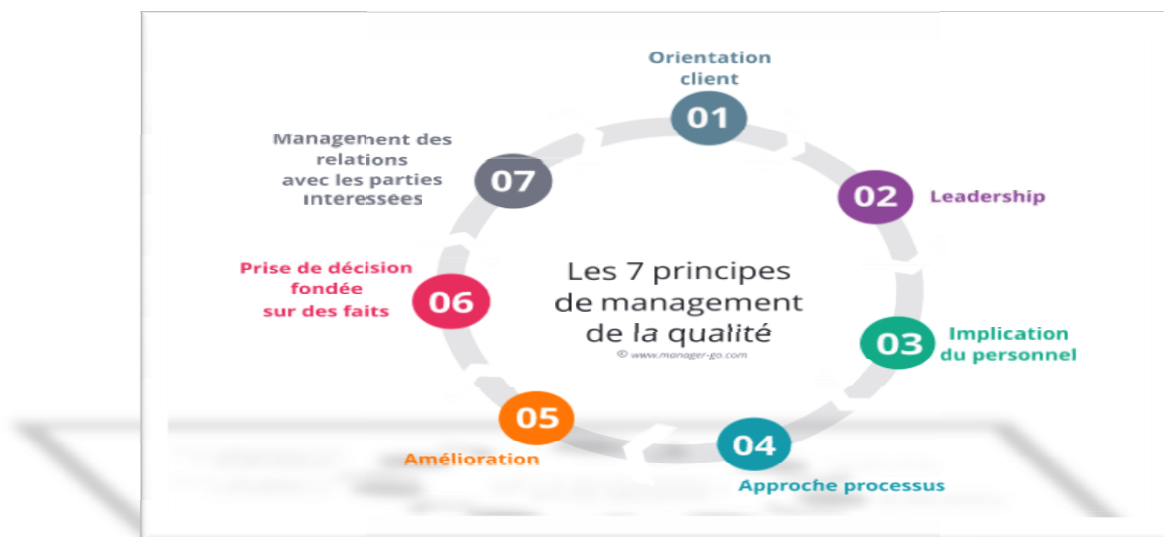 Orientation
client
01
02
Leadership
03
Implication
du personnel
04
Approche processus
05
Amélioration
06
Prise de décision
fondée
sur des faits
07
Management des
relations
avec les parties
interessées
Les 7 principes
de management
de la qualité
© www.manager-go.com